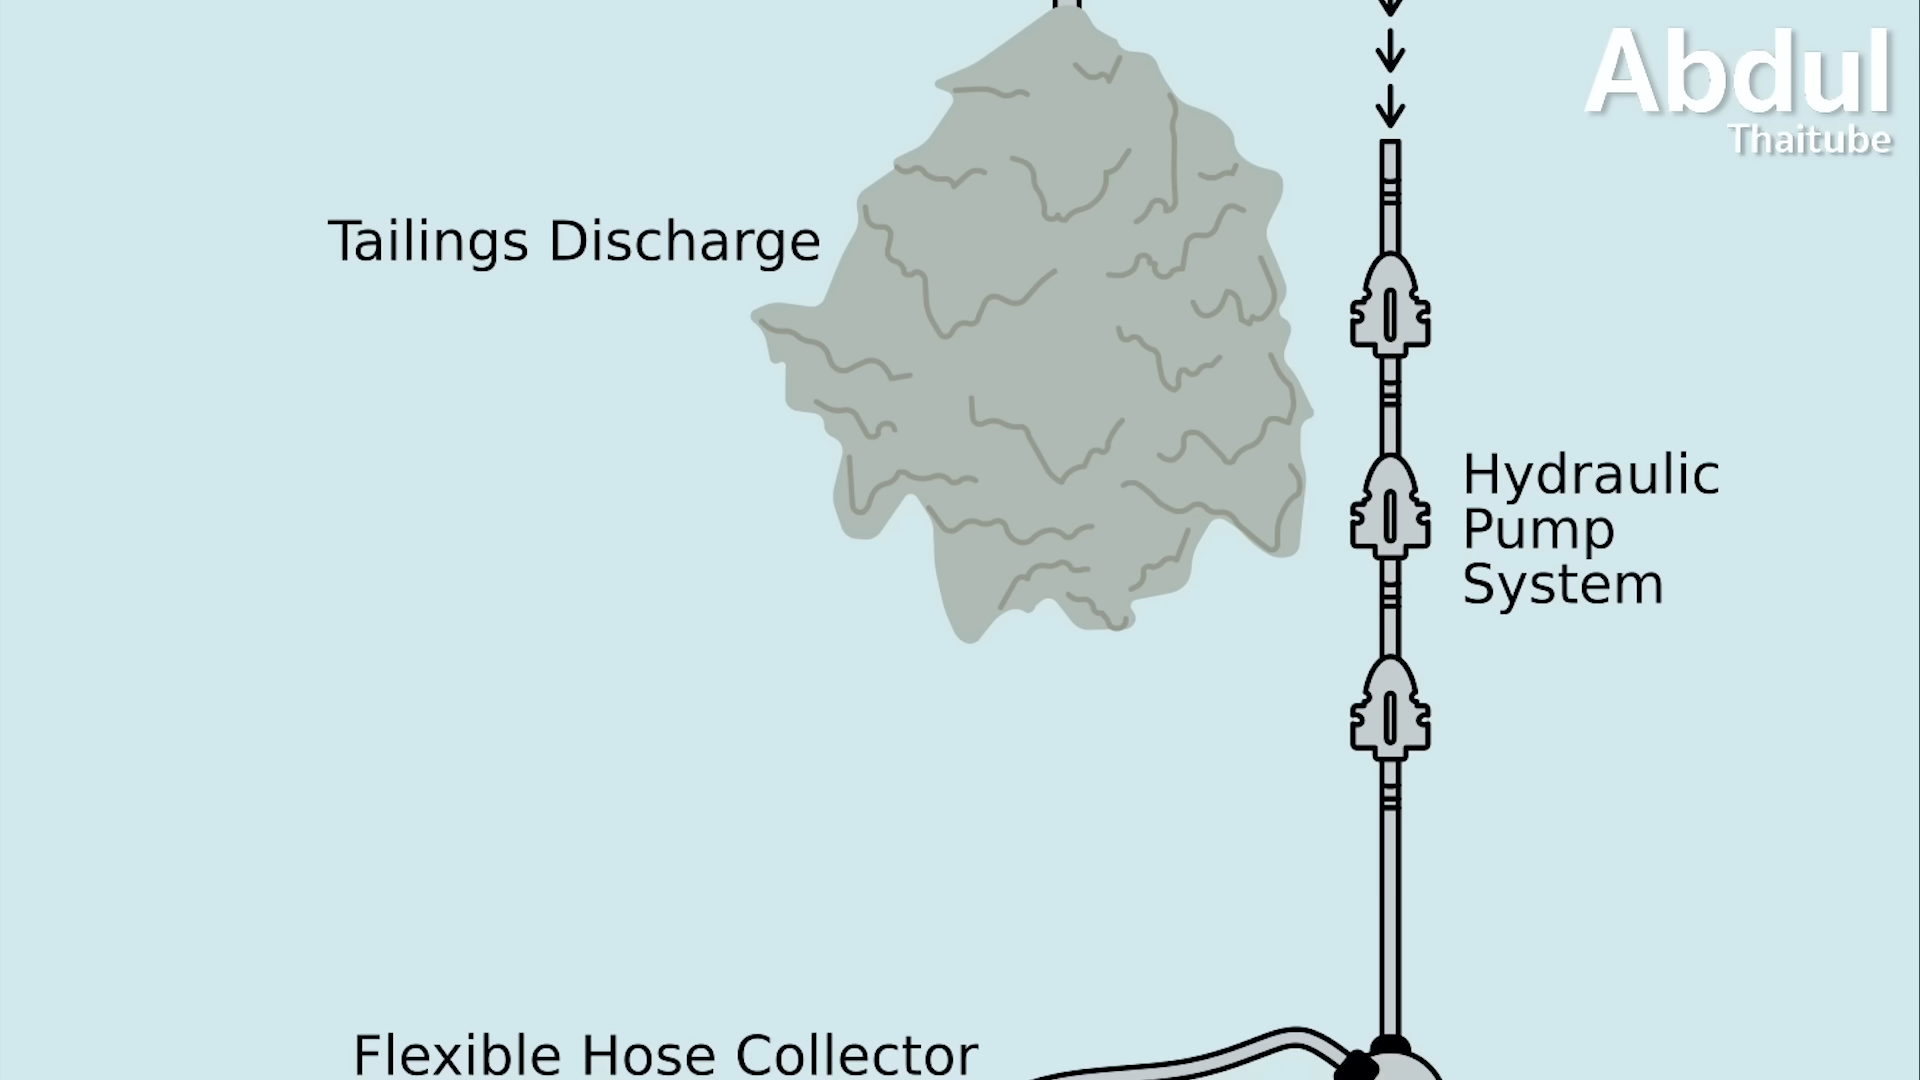 Abdul
Thaitube
Tailings Discharge
Hydraulic
Pump
System
Flexible Hose Collector